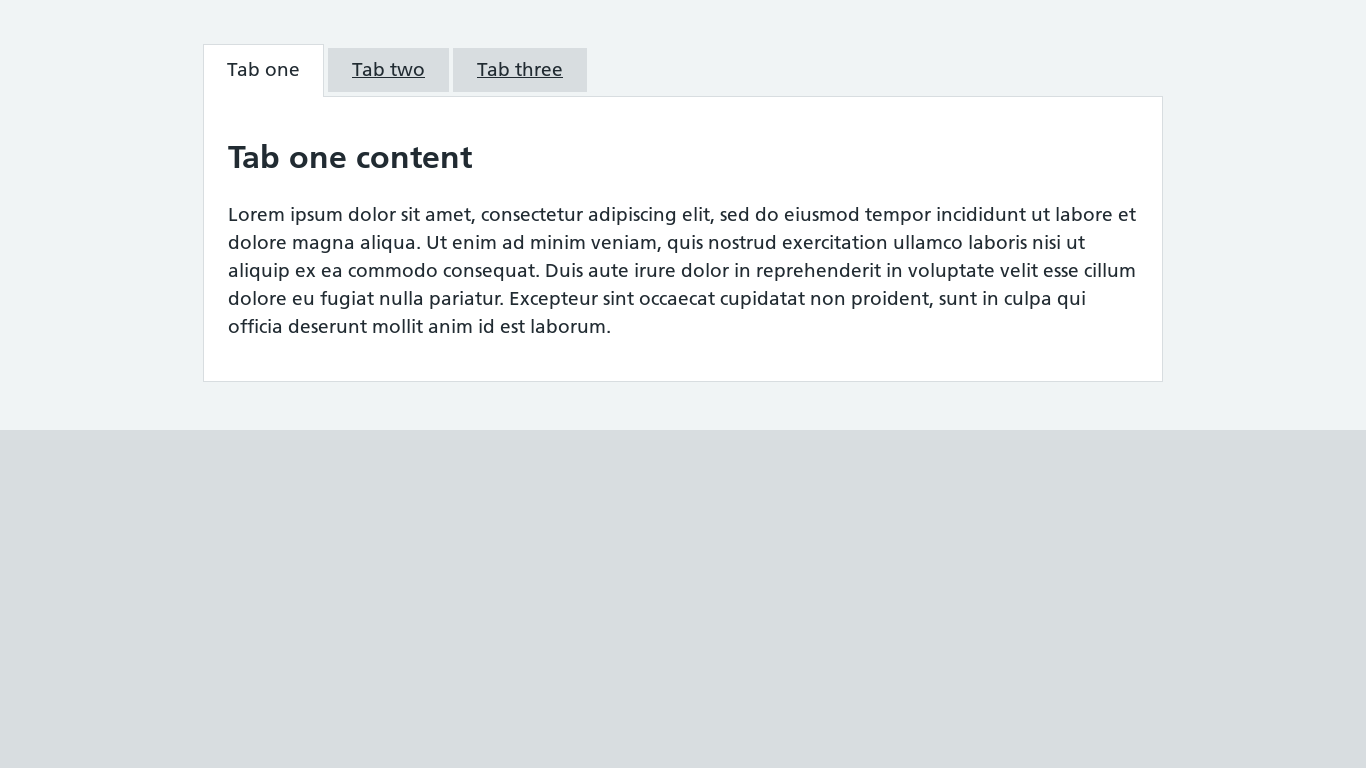 Tab one
Tab two
Tab three
Tab one content
Lorem ipsum dolor sit amet, consectetur adipiscing elit, sed do eiusmod tempor incididunt ut labore et
dolore magna aliqua. Ut enim ad minim veniam, quis nostrud exercitation ullamco laboris nisi ut
aliquip ex ea commodo consequat. Duis aute irure dolor in reprehenderit in voluptate velit esse cillum
dolore eu fugiat nulla pariatur. Excepteur sint occaecat cupidatat non proident, sunt in culpa qui
officia deserunt mollit anim id est laborum.